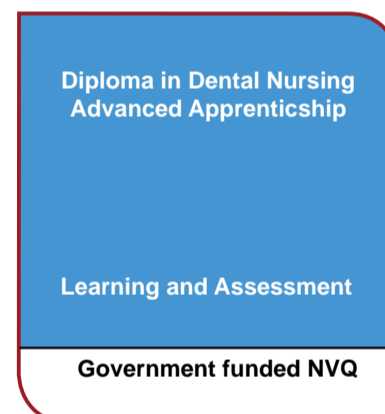 Diploma in Dental Nursing
Advanced Apprenticship
Learning and Assessment
Government funded NVQ